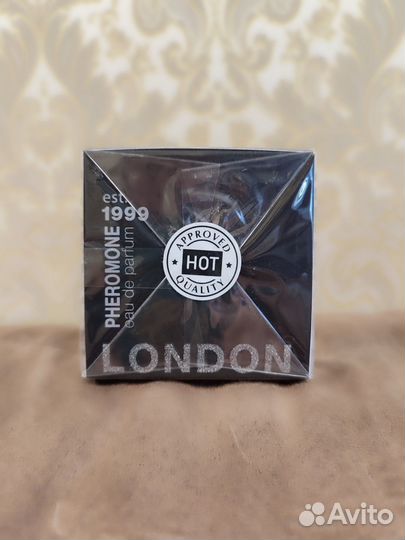 est.
1999
PHEROMONE
eau de parfum
APPROVED
HOT
QUALITY
LONDON
Avito